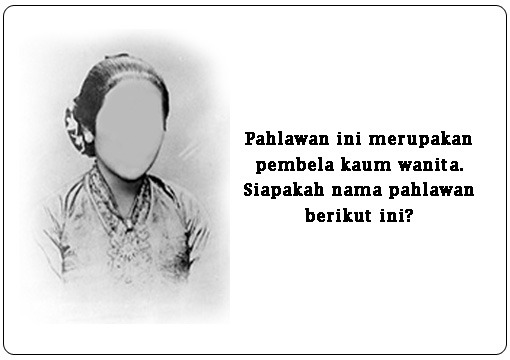 Pahlawan ini merupakan
pembela kaum wanita.
Siapakah nama pahlawan
berikut ini?